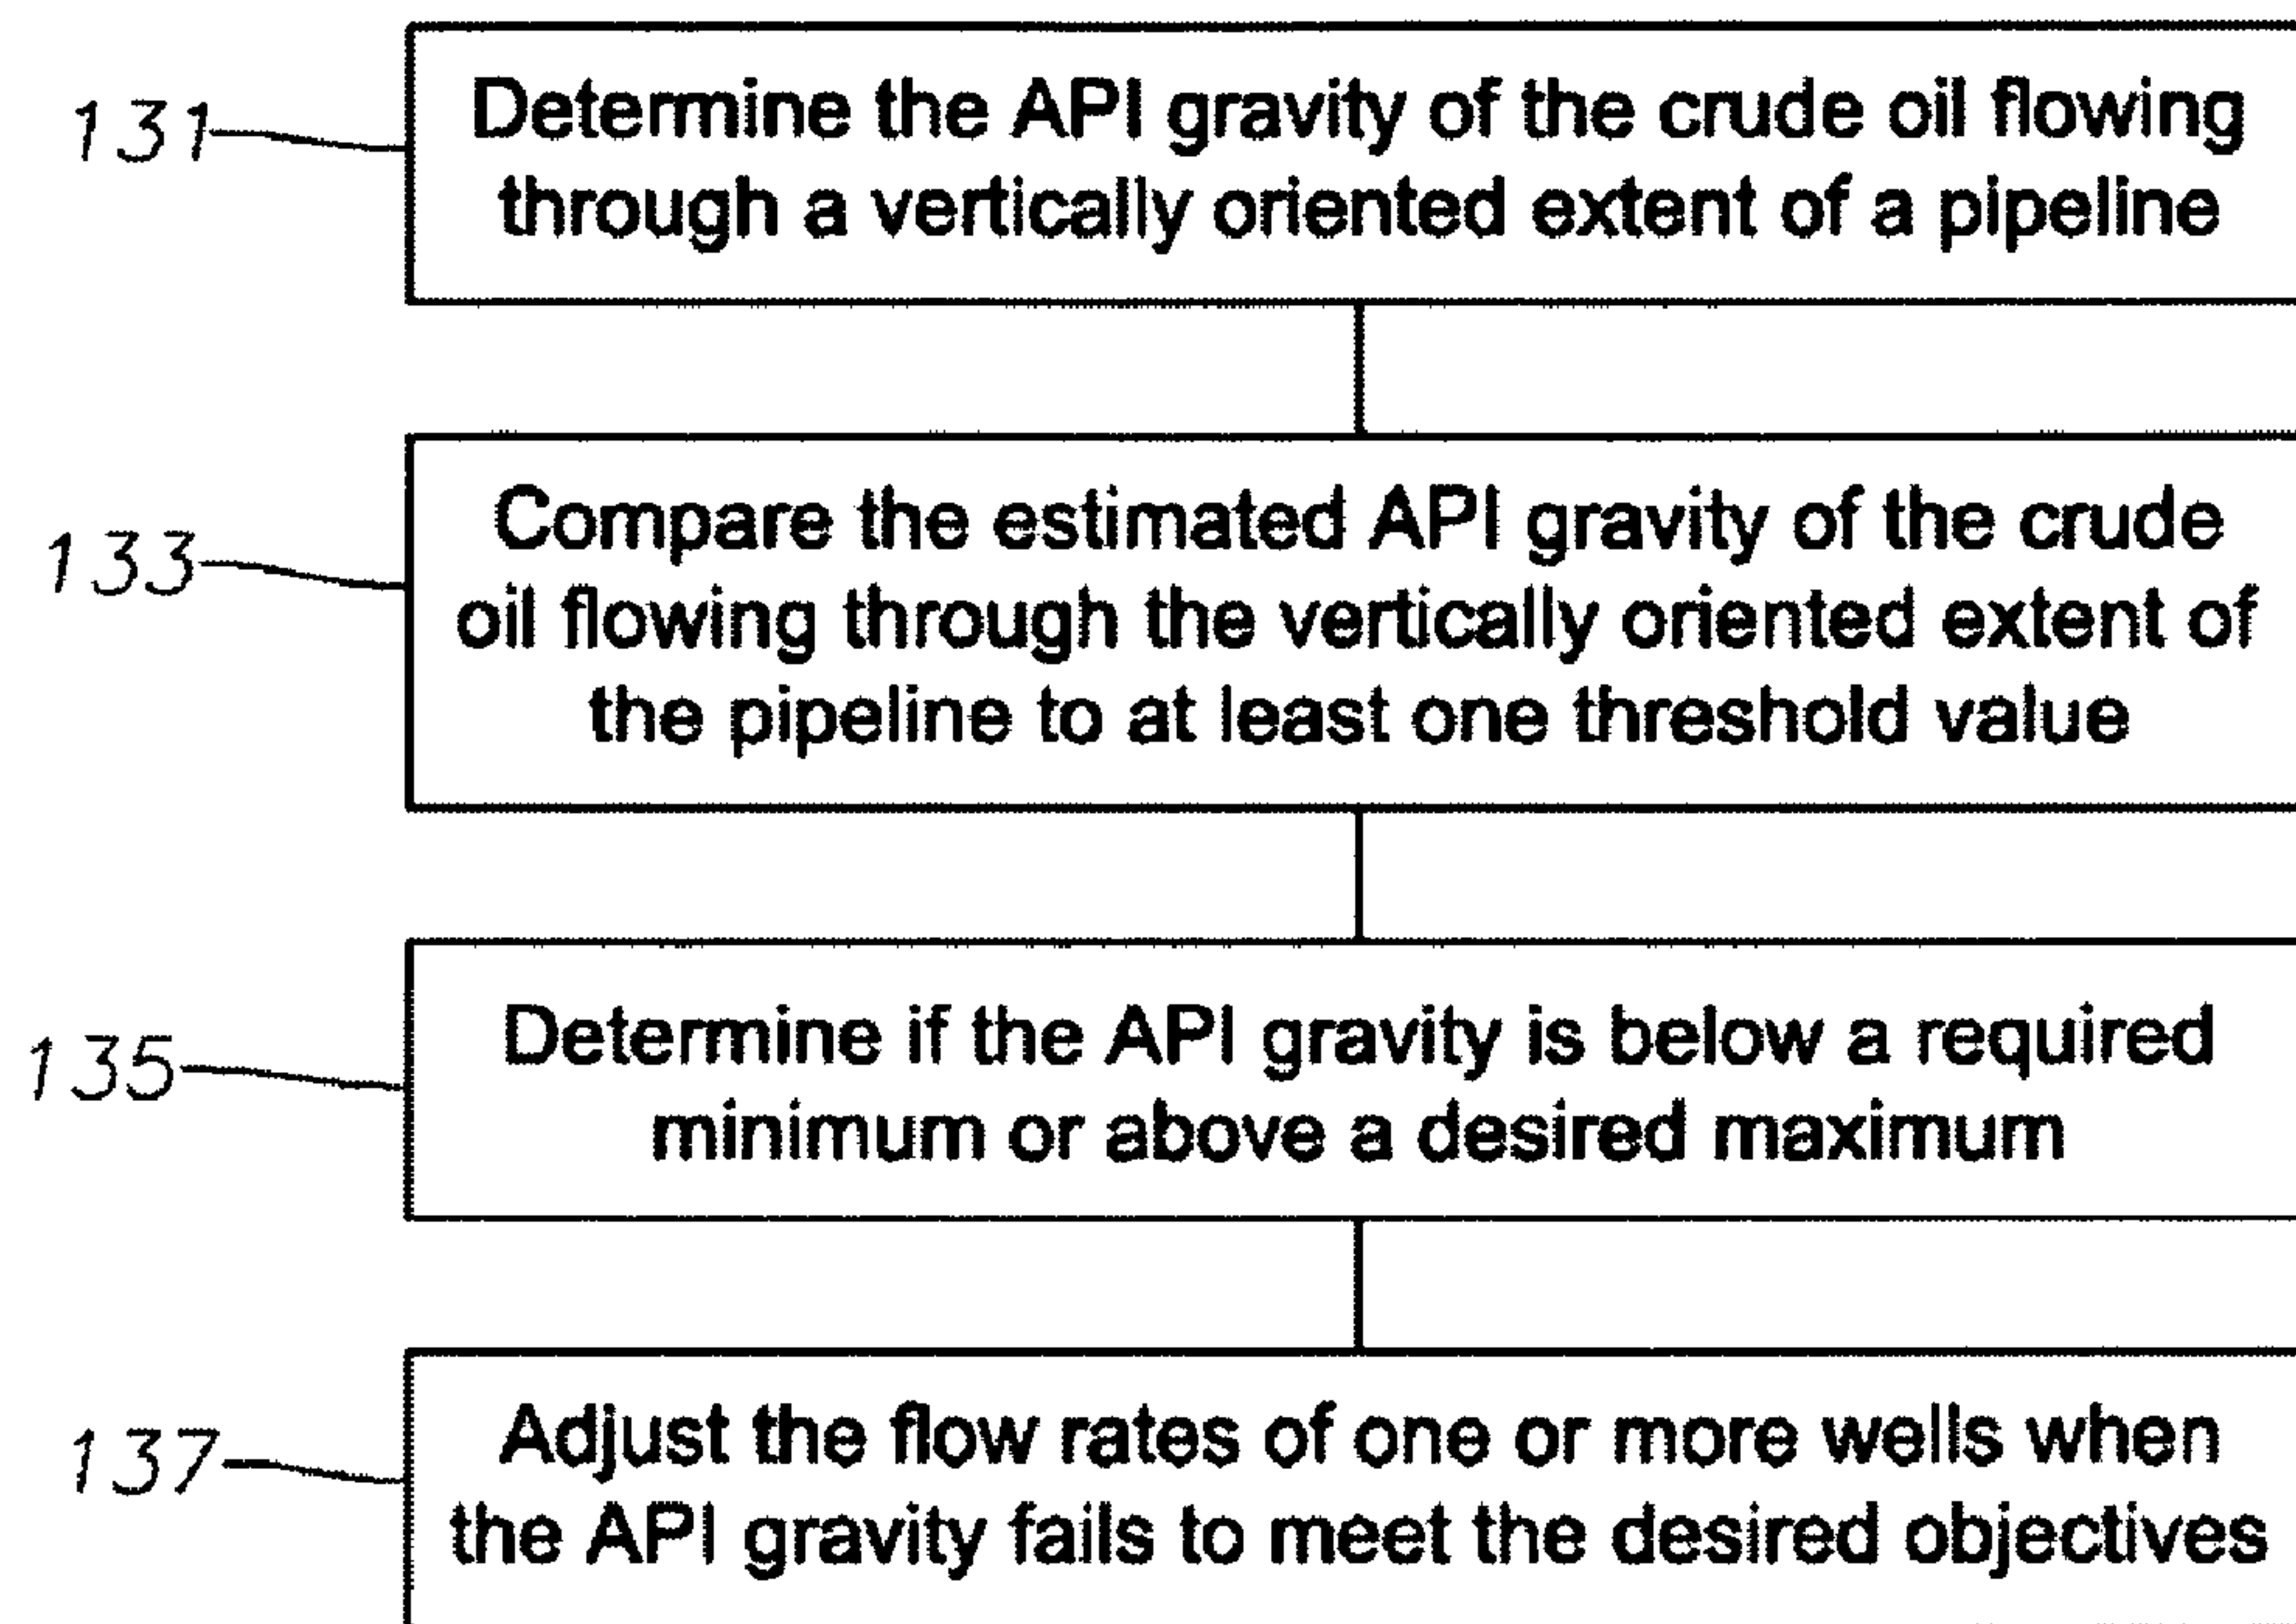 131
Determine the API gravity of the crude oil flowing
through a vertically oriented extent of a pipeline
133
Compare the estimated API gravity of the crude
oil flowing through the vertically oriented extent of
the pipeline to at least one threshold value
135
Determine if the API gravity is below a required
minimum or above a desired maximum
137
Adjust the flow rates of one or more wells when
the API gravity fails to meet the desired objectives